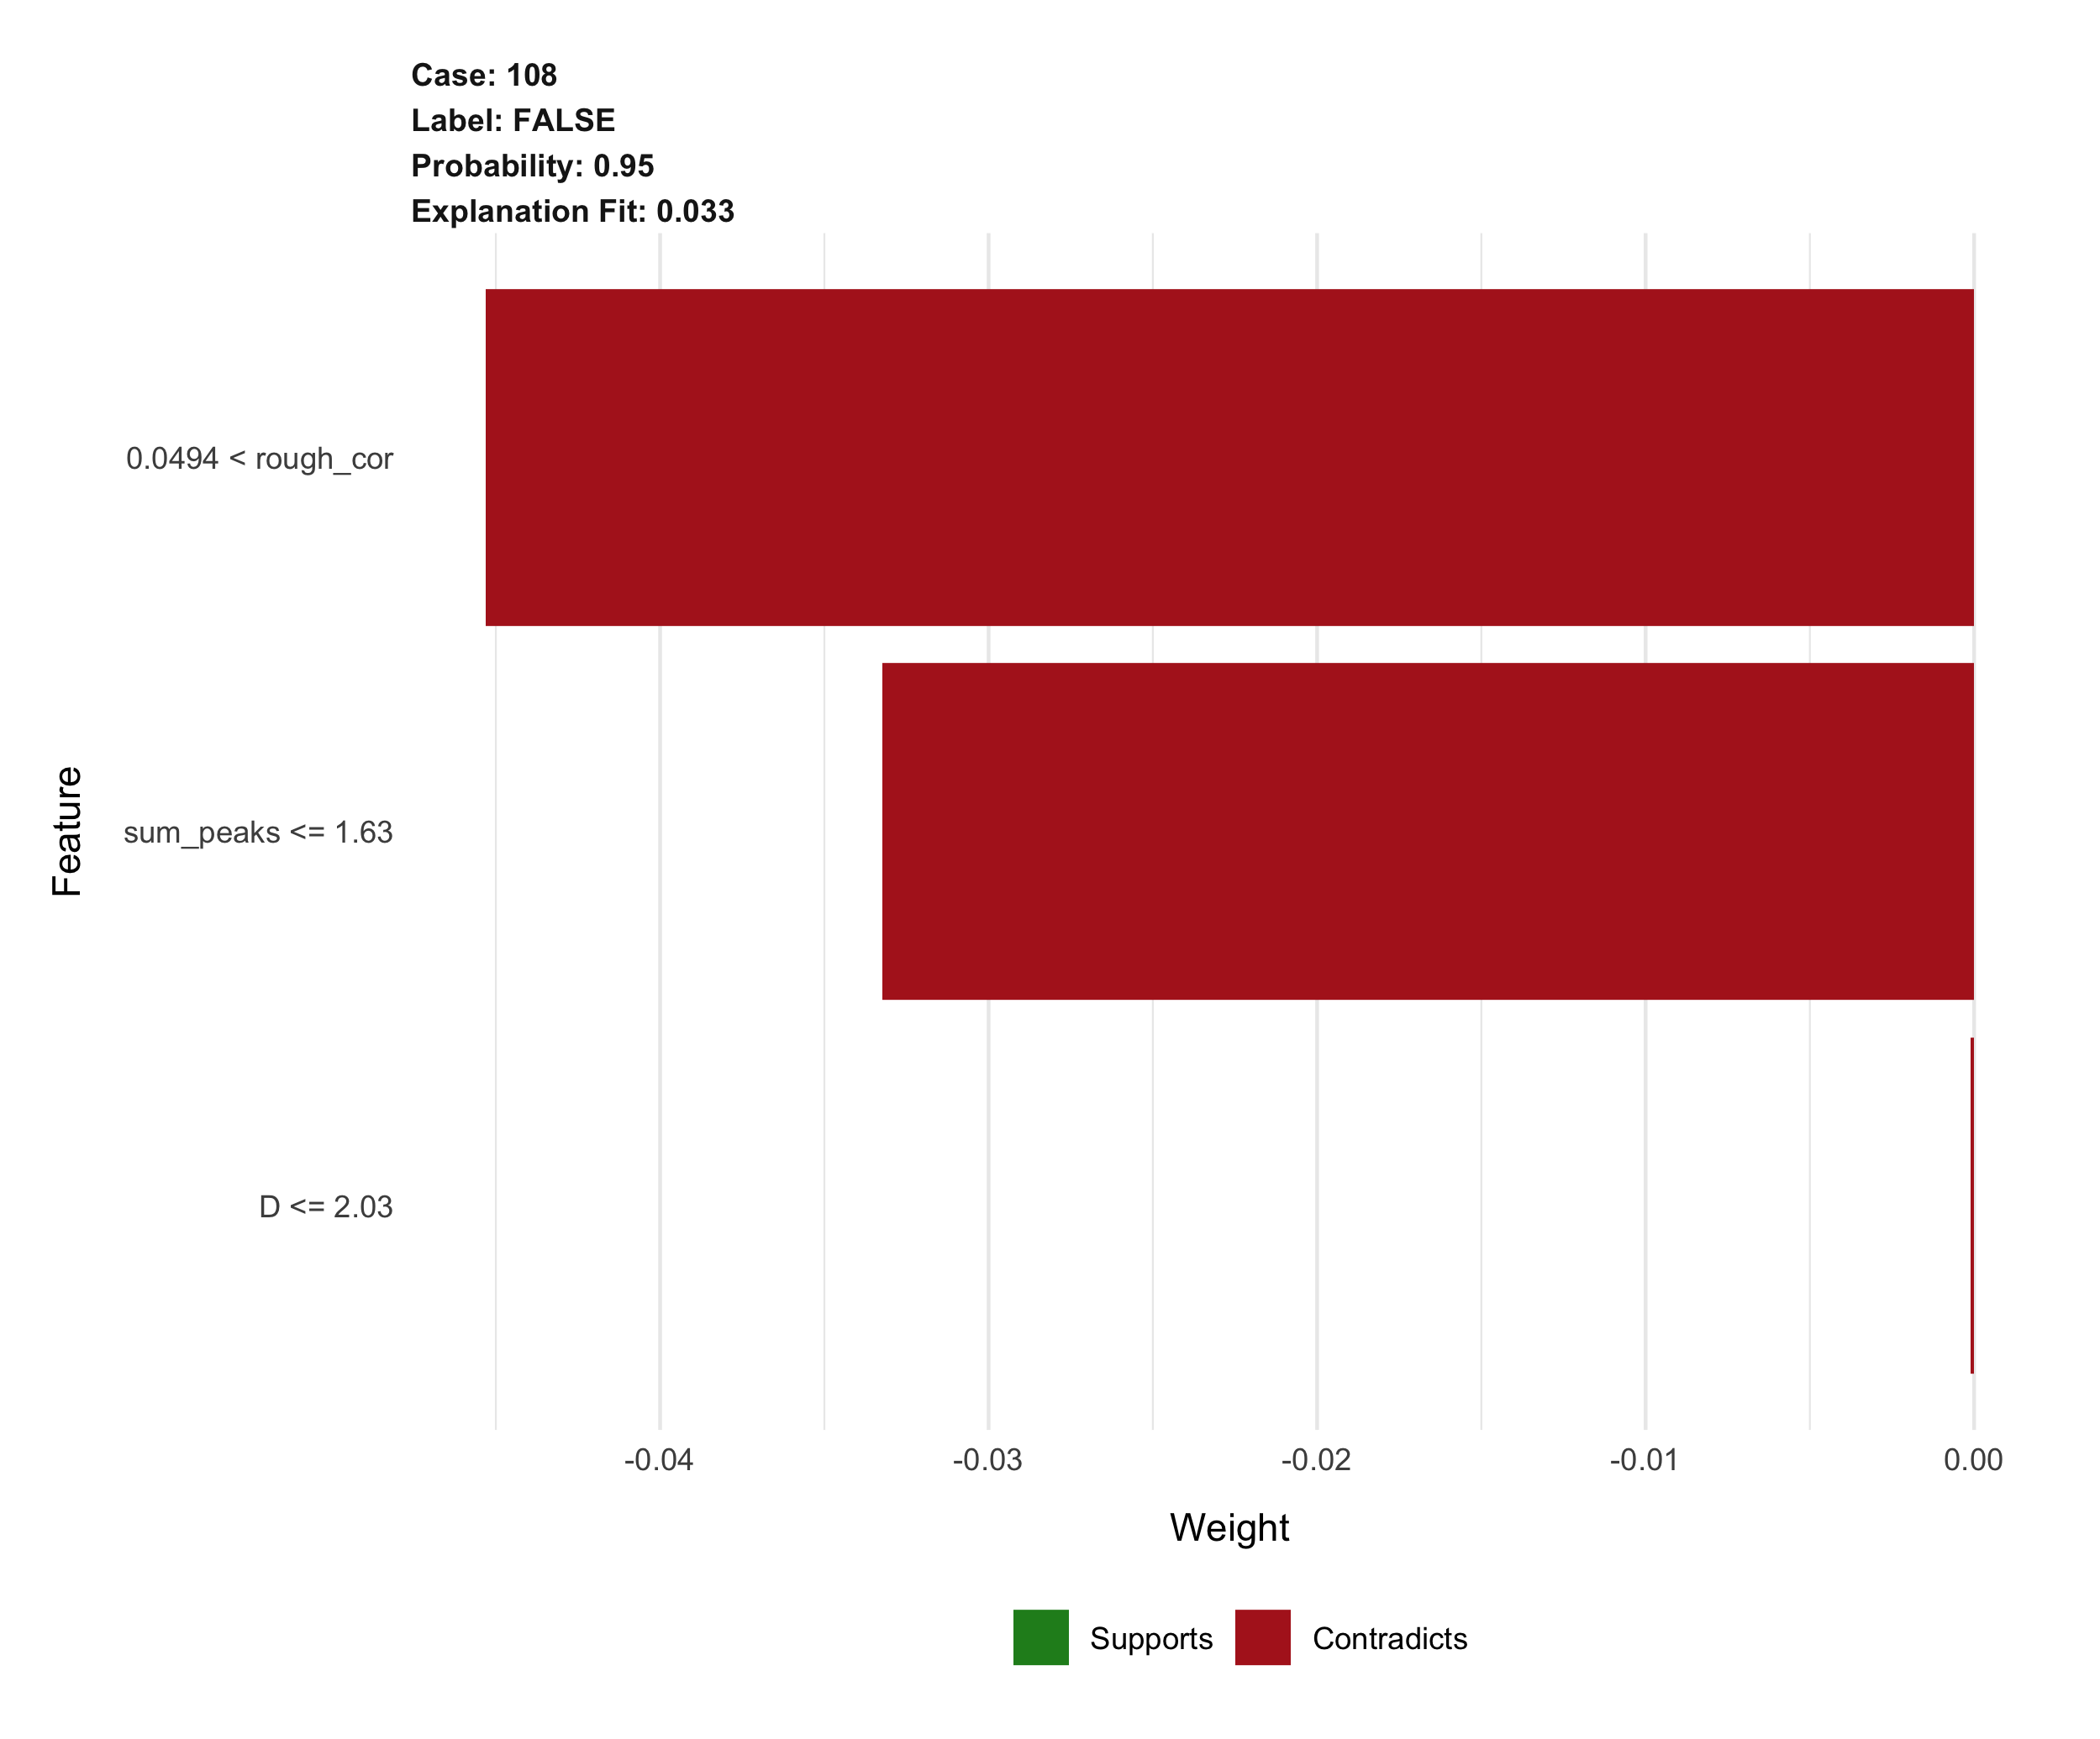 Case: 108
Label: FALSE
Probability: 0.95
Explanation Fit: 0.033
Feature
0.0494 < rough_cor
sum_peaks <= 1.63
D <= 2.03
-0.04 -0.03 -0.02 -0.01 0.00
Weight
Supports Contradicts